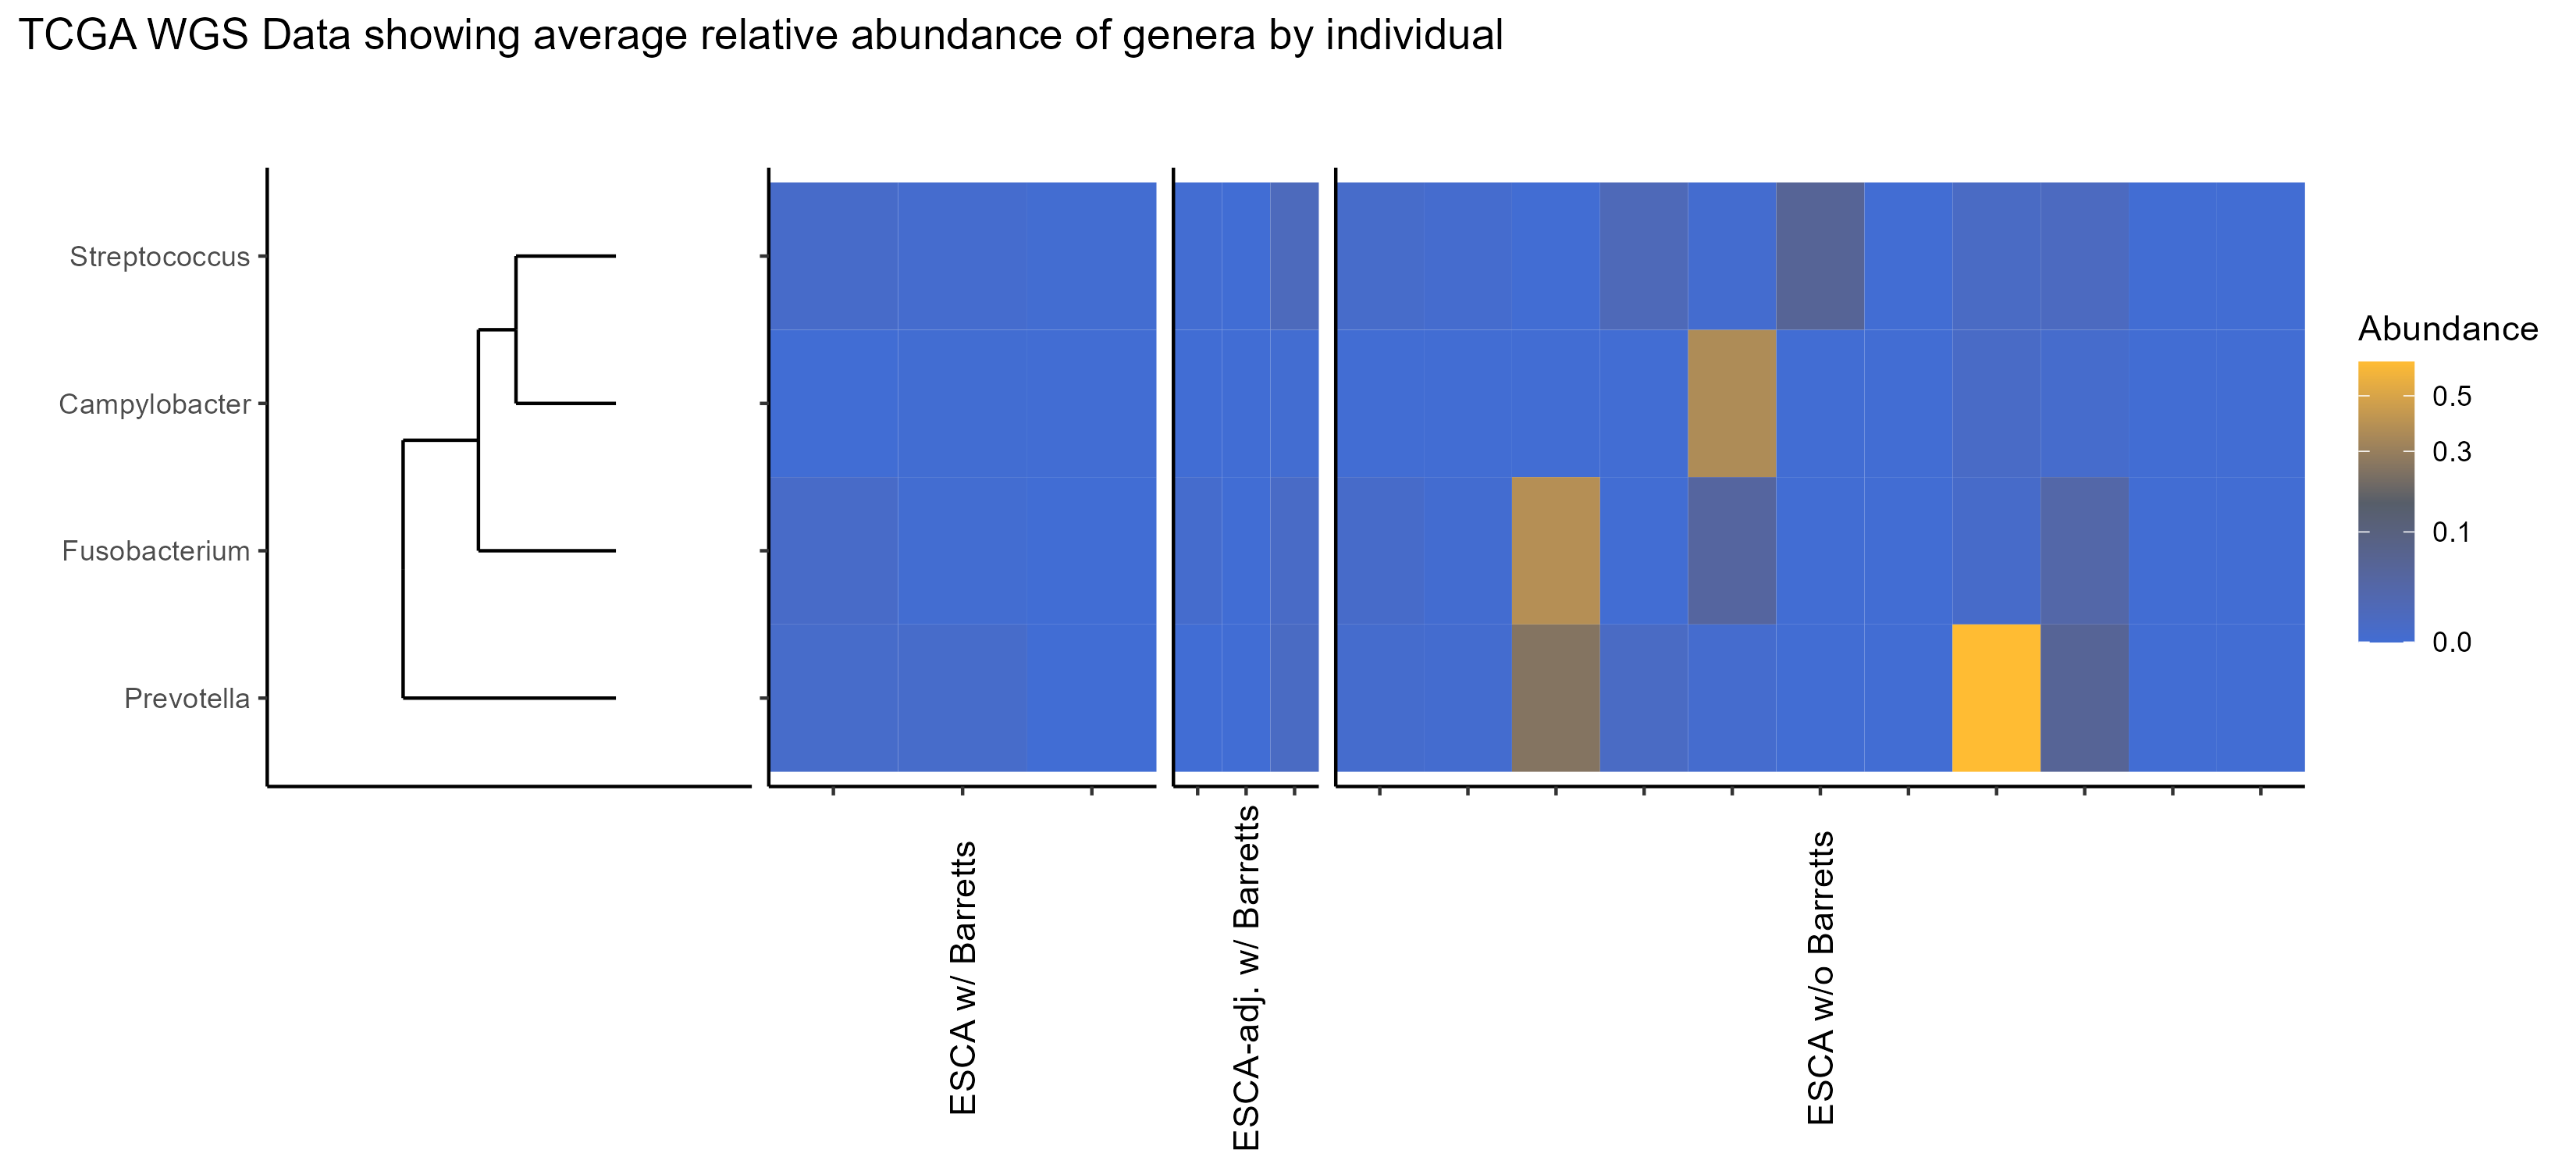 TCGA WGS Data showing average relative abundance of genera by individual
Streptococcus
Campylobacter
Fusobacterium
Prevotella
ESCA w/ Barretts
ESCA-adj. w/ Barretts
ESCA w/o Barretts
Abundance
0.5
0.3
0.1
0.0